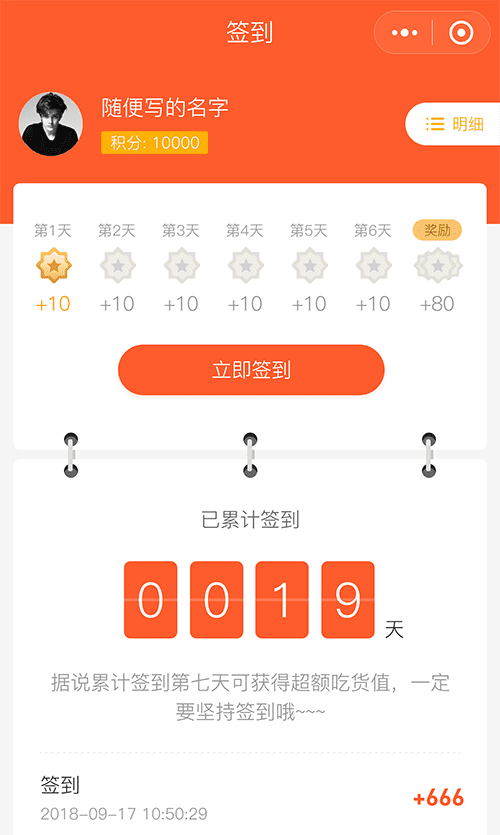 签到
随便写的名字
积分: 10000
明细
第1天 第2天 第3天 第4天 第5天 第6天 奖励
+10 +10 +10 +10 +10 +10 +80
立即签到
已累计签到
0 0 1 9 天
据说累计签到第七天可获得超额吃货值，一定
要坚持签到哦~~~
签到
+666
2018-09-17 10:50:29